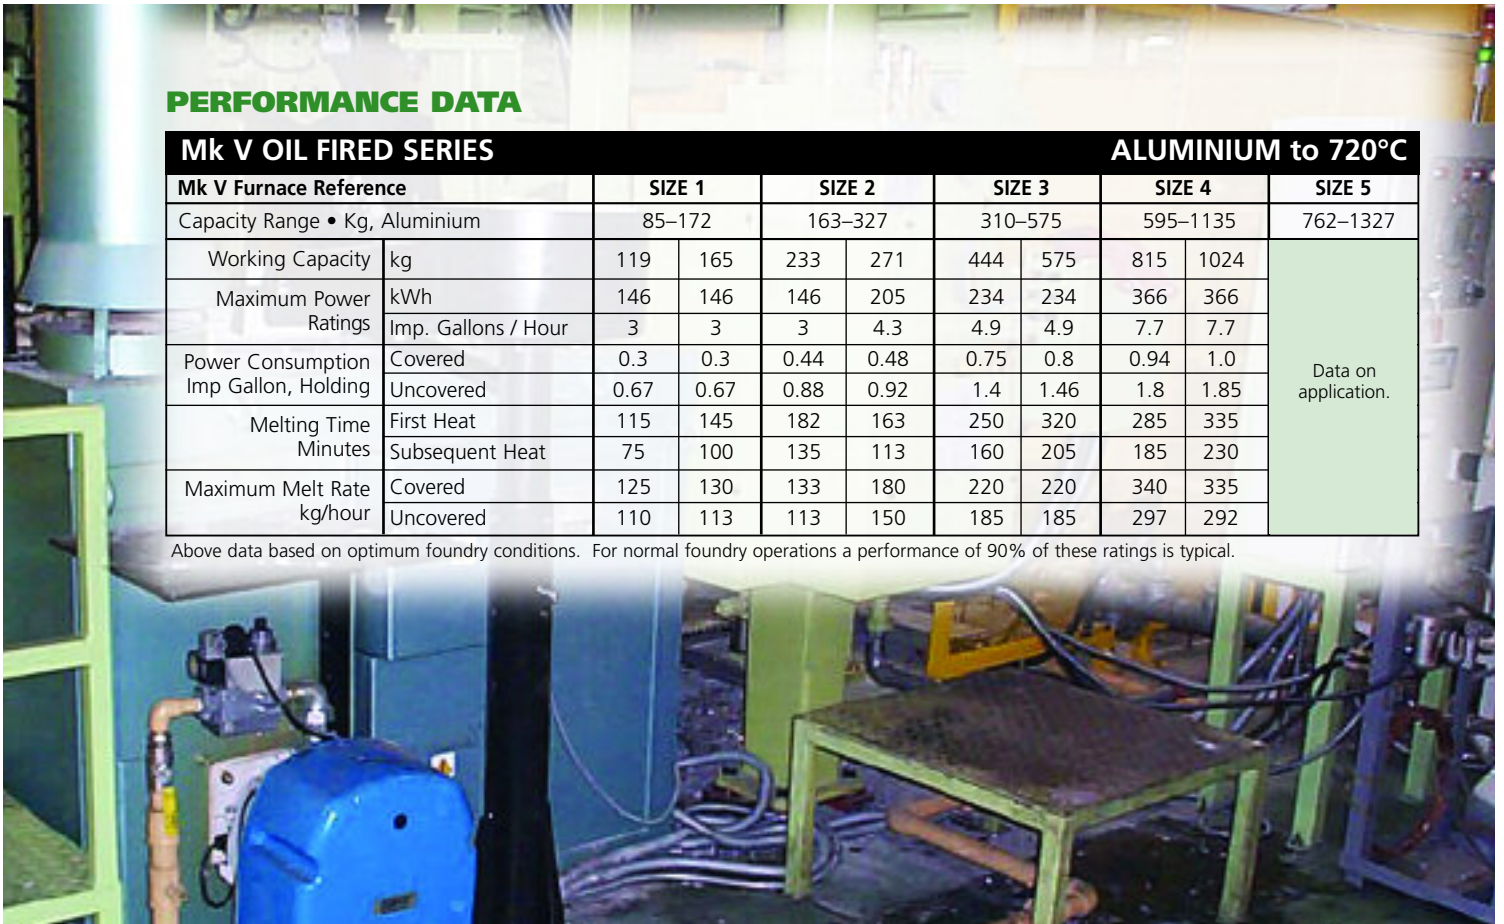 PERFORMANCE DATA
Mk V OIL FIRED SERIES ALUMINIUM to 720°C
Mk V Furnace Reference SIZE 1 SIZE 2 SIZE 3 SIZE 4 SIZE 5
Capacity Range • Kg, Aluminium 85–172 163–327 310–575 595–1135 762–1327
Working Capacity kg 119 165 233 271 444 575 815 1024
Maximum Power Ratings kWh 146 146 146 205 234 234 366 366
Imp. Gallons / Hour 3 3 3 4.3 4.9 4.9 7.7 7.7
Power Consumption Imp Gallon, Holding Covered 0.3 0.3 0.44 0.48 0.75 0.8 0.94 1.0
Uncovered 0.67 0.67 0.88 0.92 1.4 1.46 1.8 1.85
Data on
application.
Melting Time Minutes First Heat 115 145 182 163 250 320 285 335
Subsequent Heat 75 100 135 113 160 205 185 230
Maximum Melt Rate kg/hour Covered 125 130 133 180 220 220 340 335
Uncovered 110 113 113 150 185 185 297 292
Above data based on optimum foundry conditions. For normal foundry operations a performance of 90% of these ratings is typical.